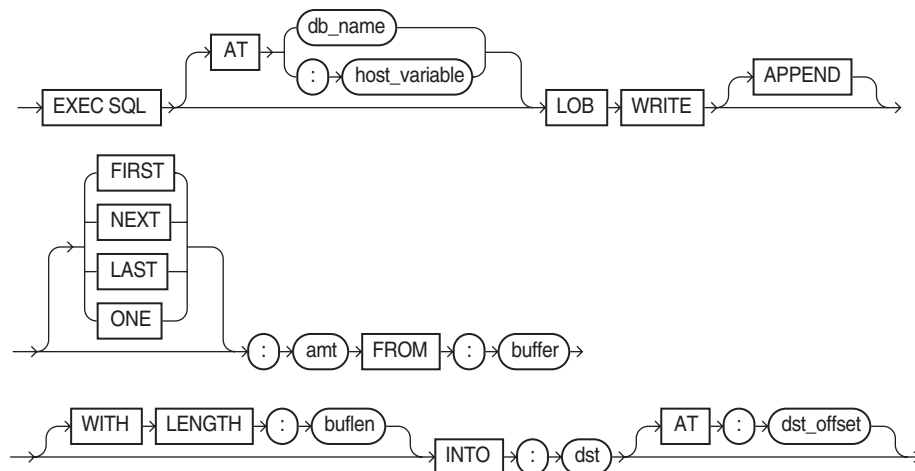 db_name
AT
: host_variable
EXEC SQL LOB WRITE APPEND
FIRST
NEXT
LAST
ONE
: amt FROM : buffer
WITH LENGTH : buflen AT : dst_offset
INTO : dst